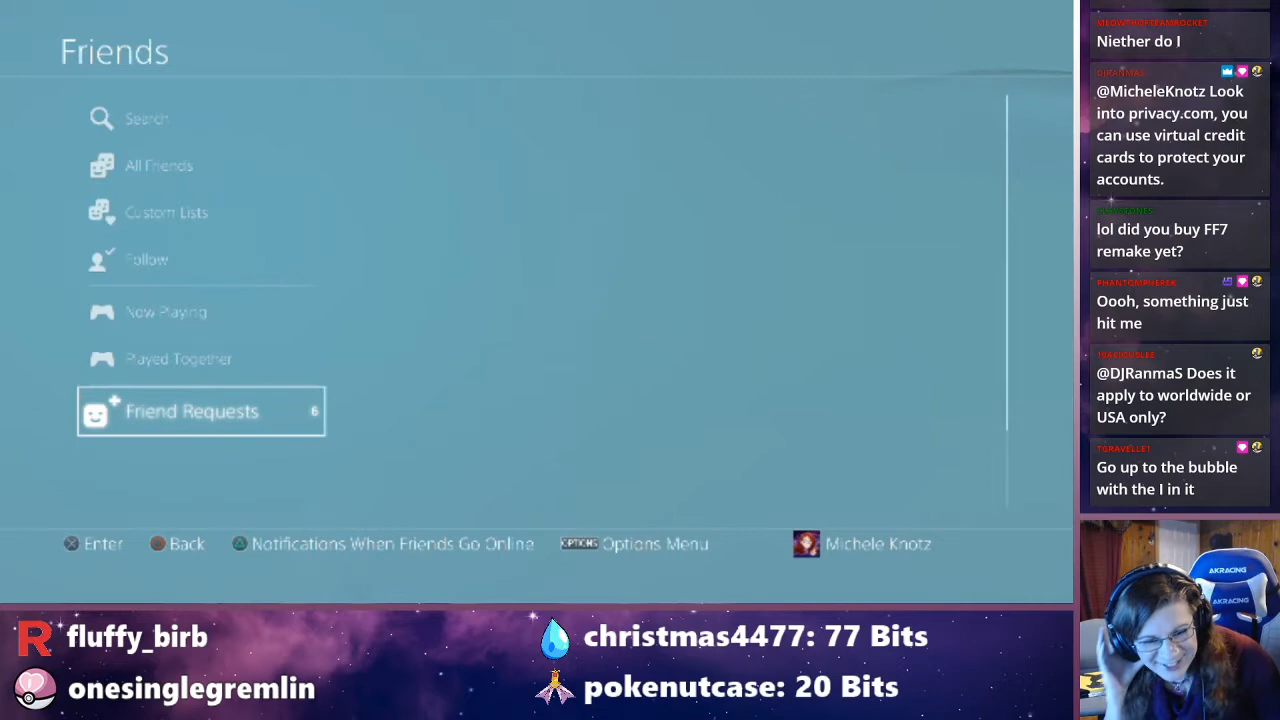 Friends
Search
All Friends
Custom Lists
Follow
Now Playing
Played Together
Friend Requests 6
Enter
Back
Notifications When Friends Go Online
OPTIONS Options Menu
Michele Knotz
MEOWTHOFTEAMROCKET
Niether do I
DJRANMAS
@MicheleKnotz Look
into privacy.com, you
can use virtual credit
cards to protect your
accounts.
lol did you buy FF7
remake yet?
Oooh, something just
hit me
@DJRanmaS Does it
apply to worldwide or
USA only?
TGRAVELLET
Go up to the bubble
with the I in it
AKRACING
AKRACING
R fluffy_birb
onesinglegremlin
christmas4477: 77 Bits
pokenutcase: 20 Bits